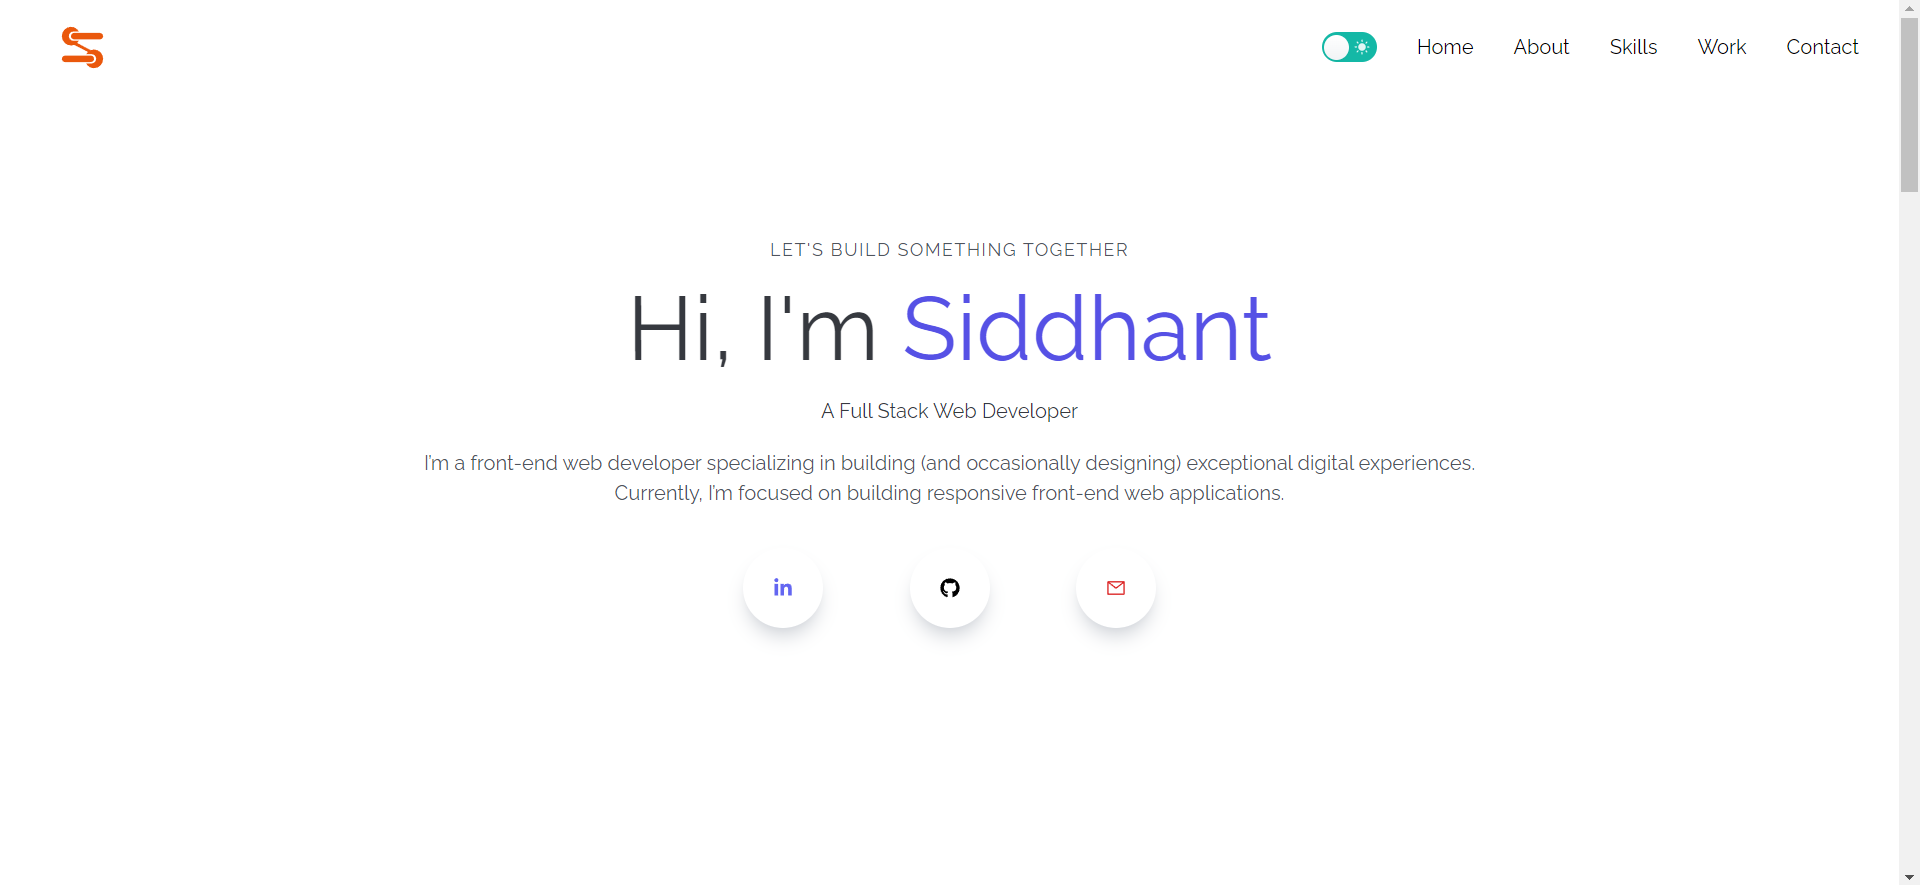 Home About Skills Work Contact
LET'S BUILD SOMETHING TOGETHER
Hi, I'm Siddhant
A Full Stack Web Developer
I’m a front-end web developer specializing in building (and occasionally designing) exceptional digital experiences.
Currently, I’m focused on building responsive front-end web applications.
in